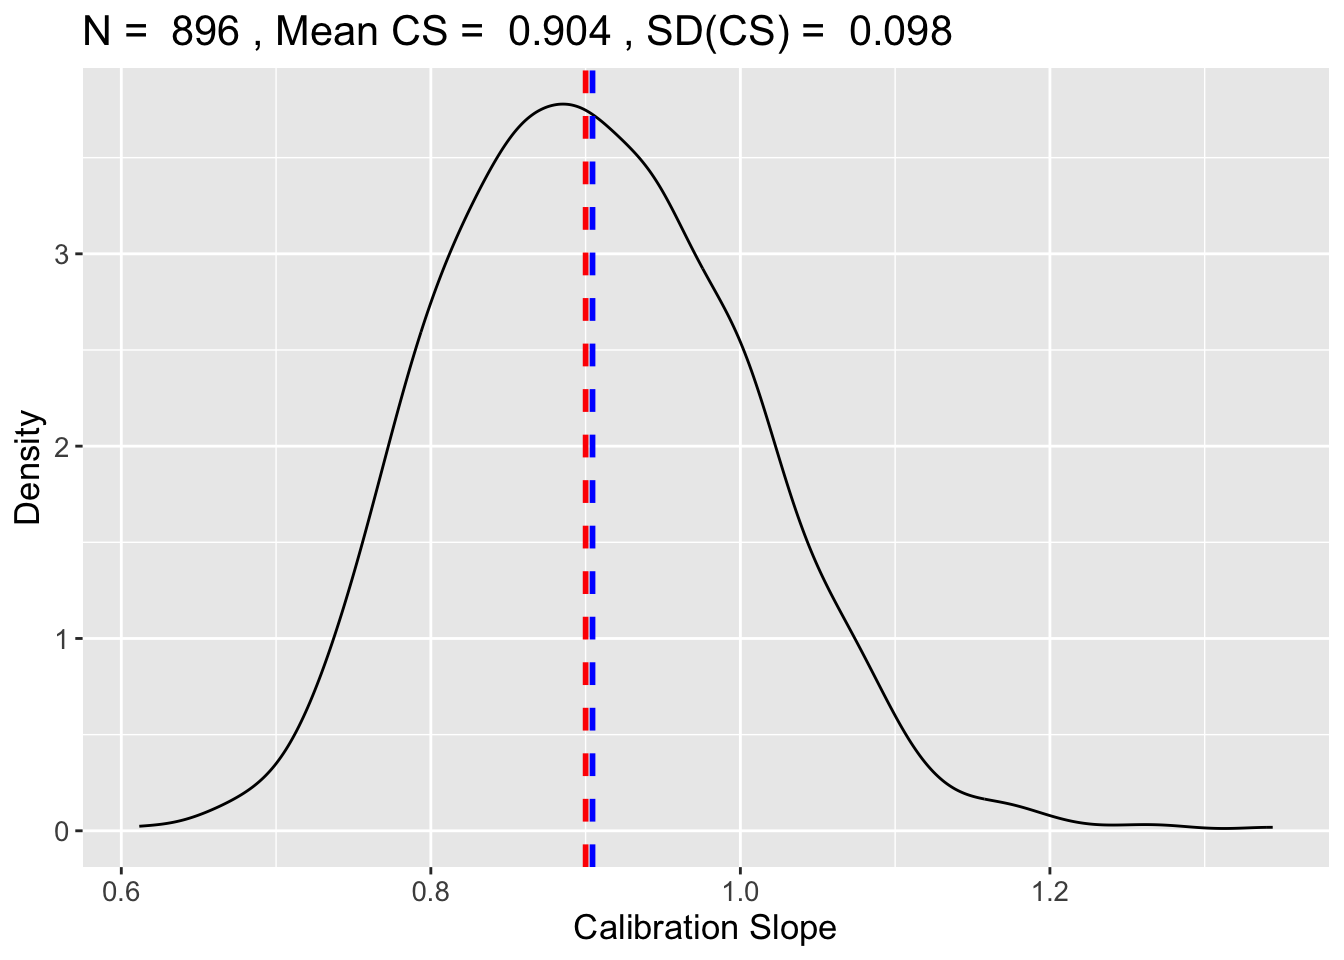 N =  896 , Mean CS =  0.904 , SD(CS) =  0.098
Density
3
2
1
0
0.6 0.8 1.0 1.2
Calibration Slope